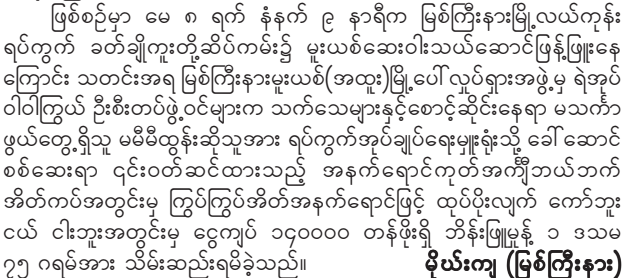 ဖြစ်စဉ်မှာ မေ ၈ ရက် နံနက် ၉ နာရီက မြစ်ကြီးနားမြို့လယ်ကုန်း
ရပ်ကွက် ခတ်ချိုကူးတို့ဆိပ်ကမ်း၌ မူးယစ်ဆေးဝါးသယ်ဆောင်ဖြန့်ဖြူးနေ
ကြောင်း သတင်းအရ မြစ်ကြီးနားမူးယစ်(အထူး)မြို့ပေါ်လှုပ်ရှားအဖွဲ့မှ ရဲအုပ်
ဝါဝါကြွယ် ဦးစီးတပ်ဖွဲ့ဝင်များက သက်သေများနှင့်စောင့်ဆိုင်းနေရာ မသင်္ကာ
ဖွယ်တွေ့ရှိသူ မမီမီထွန်းဆိုသူအား ရပ်ကွက်အုပ်ချုပ်ရေးမှူးရုံးသို့ ခေါ်ဆောင်
စစ်ဆေးရာ ၎င်းဝတ်ဆင်ထားသည့် အနက်ရောင်ကုတ်အင်္ကျီဘယ်ဘက်
အိတ်ကပ်အတွင်းမှ ကြွပ်ကြွပ်အိတ်အနက်ရောင်ဖြင့် ထုပ်ပိုးလျက် ကော်ဘူး
ငယ် ငါးဘူးအတွင်းမှ ငွေကျပ် ၁၄၀၀၀၀ တန်ဖိုးရှိ ဘိန်းဖြူမှုန့် ၁ ဒသမ
၇၅ ဂရမ်အား သိမ်းဆည်းရမိခဲ့သည်။ မိုယ်းကျ (မြစ်ကြီးနား)